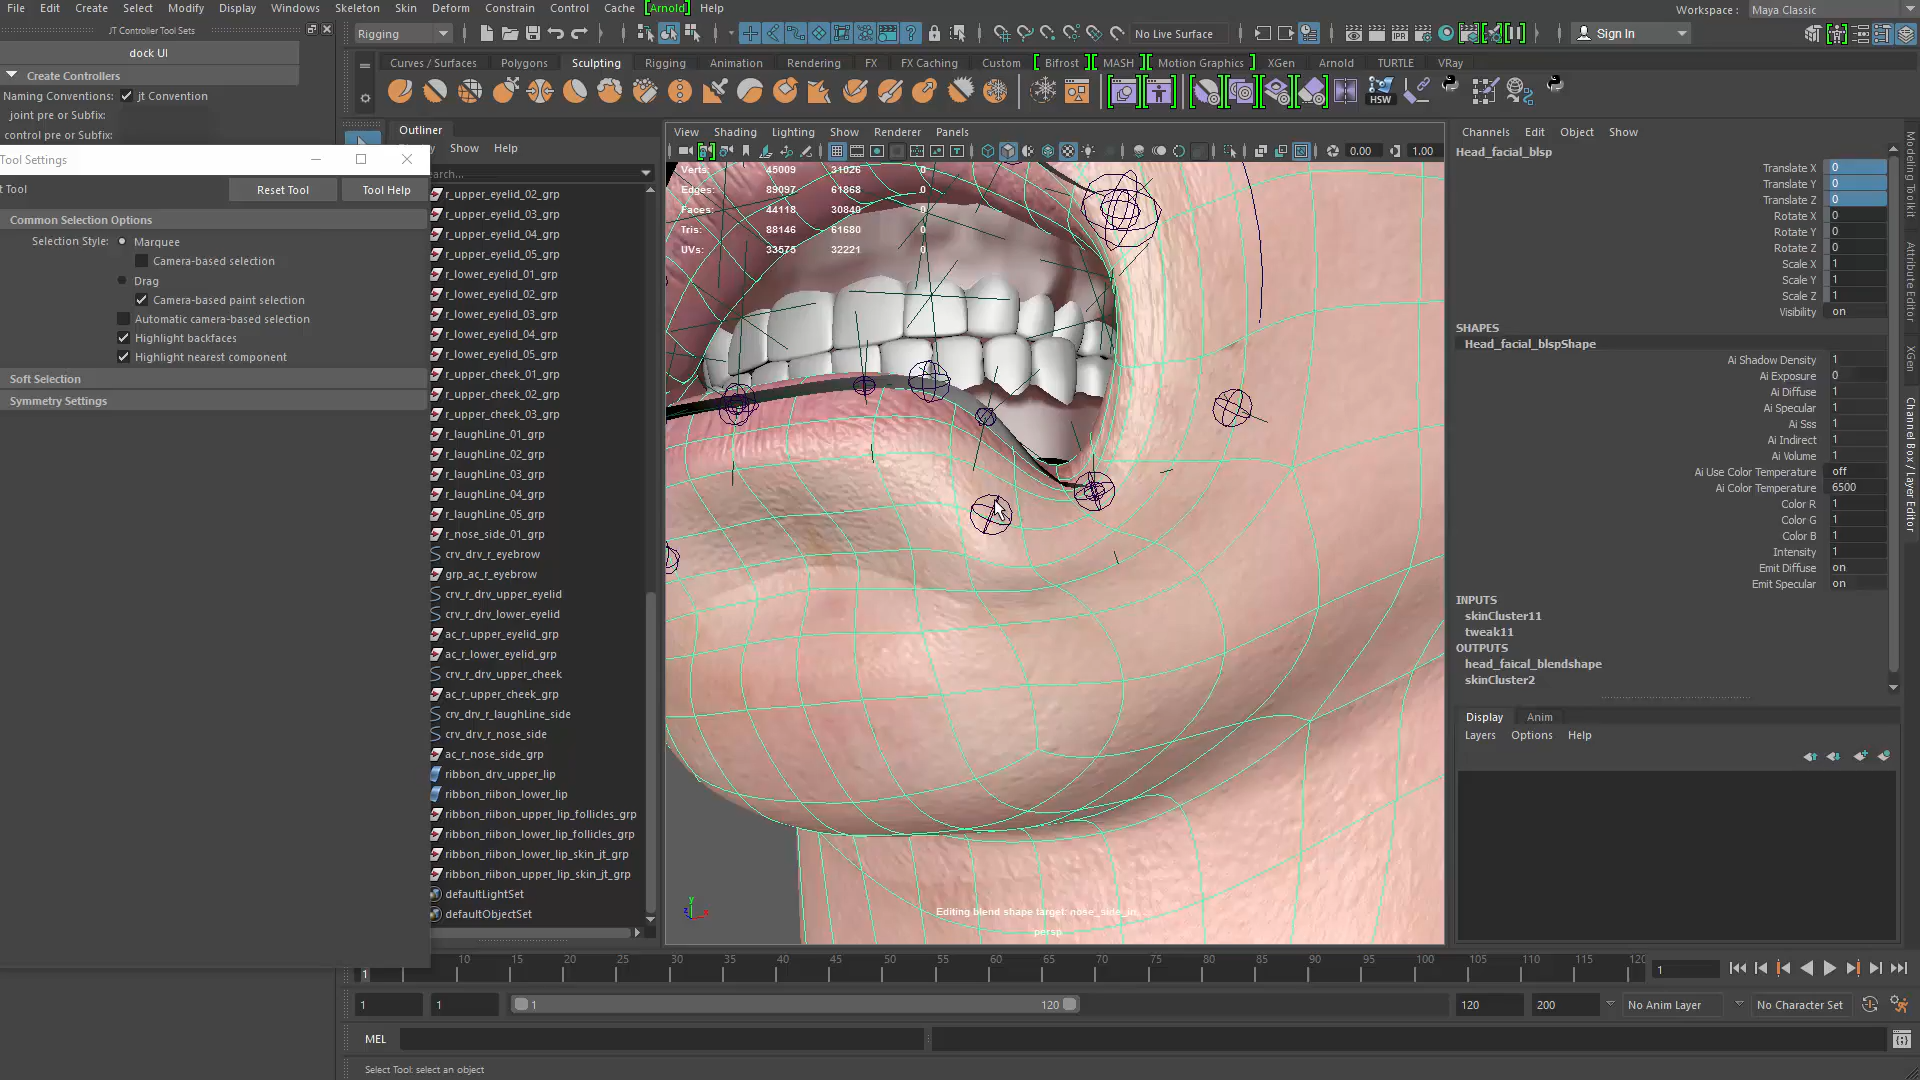 File Edit Create Select Modify Display Windows Skeleton Skin Deform Constrain Control Cache [Arnold] Help
Workspace : Maya Classic
JT Controller Tool Sets
dock UI
Create Controllers
Naming Conventions: jt Convention
joint pre or Subfix:
control pre or Subfix:
Rigging
No Live Surface
Sign In
Curves / Surfaces Polygons Sculpting Rigging Animation Rendering FX FX Caching Custom Bifrost MASH Motion Graphics XGen Arnold TURTLE VRay
HSW
Tool Settings
t Tool
Reset Tool
Tool Help
Common Selection Options
Selection Style: Marquee
Camera-based selection
Drag
Camera-based paint selection
Automatic camera-based selection
Highlight backfaces
Highlight nearest component
Soft Selection
Symmetry Settings
Outliner
Show Help
r_upper_eyelid_02_grp
r_upper_eyelid_03_grp
r_upper_eyelid_04_grp
r_upper_eyelid_05_grp
r_lower_eyelid_01_grp
r_lower_eyelid_02_grp
r_lower_eyelid_03_grp
r_lower_eyelid_04_grp
r_lower_eyelid_05_grp
r_upper_cheek_01_grp
r_upper_cheek_02_grp
r_upper_cheek_03_grp
r_laughLine_01_grp
r_laughLine_02_grp
r_laughLine_03_grp
r_laughLine_04_grp
r_laughLine_05_grp
r_nose_side_01_grp
crv_drv_r_eyebrow
grp_ac_r_eyebrow
crv_r_drv_upper_eyelid
crv_r_drv_lower_eyelid
ac_r_upper_eyelid_grp
ac_r_lower_eyelid_grp
crv_r_drv_upper_cheek
ac_r_upper_cheek_grp
crv_drv_r_laughLine_side
crv_drv_r_nose_side
ac_r_nose_side_grp
ribbon_drv_upper_lip
ribbon_riibon_lower_lip
ribbon_riibon_upper_lip_follicles_grp
ribbon_riibon_lower_lip_follicles_grp
ribbon_riibon_lower_lip_skin_jt_grp
ribbon_riibon_upper_lip_skin_jt_grp
defaultLightSet
defaultObjectSet
View Shading Lighting Show Renderer Panels
0.00 1.00
Verts: 45009 31026 0
Edges: 89097 61868 0
Faces: 44118 30840 0
Tris: 88146 61680 0
UVs: 33575 32221 0
persp
Channels Edit Object Show
Head_facial_blsp
Translate X 0
Translate Y 0
Translate Z 0
Rotate X 0
Rotate Y 0
Rotate Z 0
Scale X 1
Scale Y 1
Scale Z 1
Visibility on
SHAPES
Head_facial_blspShape
Ai Shadow Density 1
Ai Exposure 0
Ai Diffuse 1
Ai Specular 1
Ai Sss 1
Ai Indirect 1
Ai Volume 1
Ai Use Color Temperature off
Ai Color Temperature 6500
Color R 1
Color G 1
Color B 1
Intensity 1
Emit Diffuse on
Emit Specular on
INPUTS
skinCluster11
tweak11
OUTPUTS
head_faical_blendshape
skinCluster2
Display Anim
Layers Options Help
Modeling Toolkit
Attribute Editor
XGen
Channel Box / Layer Editor
1 10 15 20 25 30 35 40 45 50 55 60 65 70 75 80 85 90 95 100 105 110 115 120
1
1 1 1 120 120 200 No Anim Layer No Character Set
MEL
Select Tool: select an object